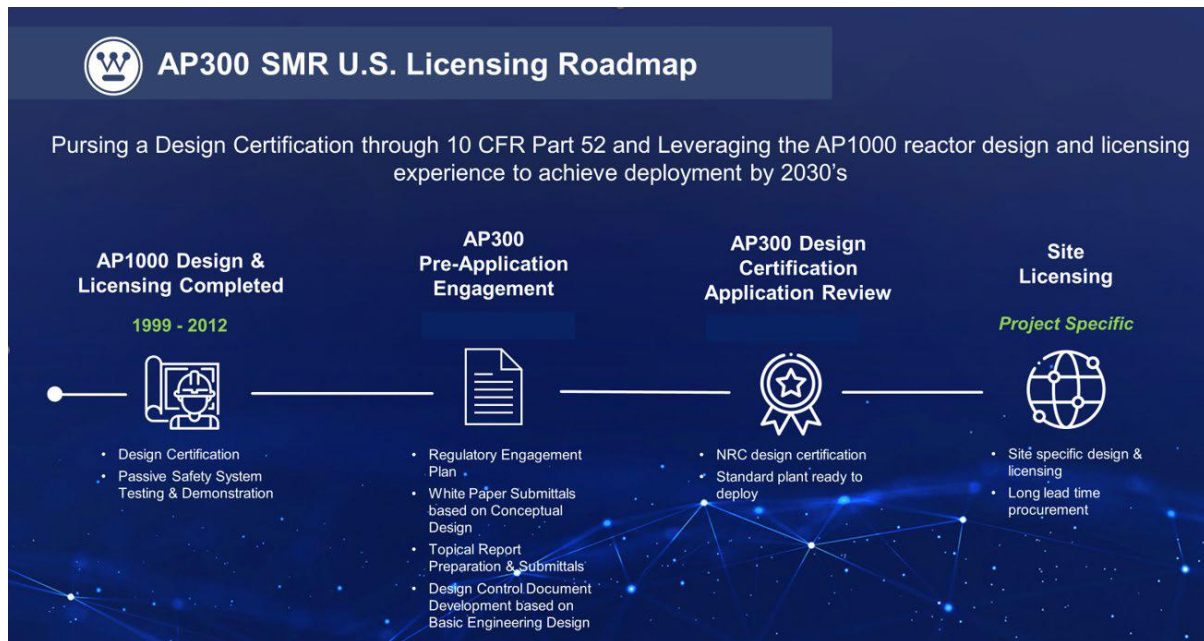 AP300 SMR U.S. Licensing Roadmap
Pursing a Design Certification through 10 CFR Part 52 and Leveraging the AP1000 reactor design and licensing
experience to achieve deployment by 2030's
AP1000 Design &
Licensing Completed
1999 - 2012
• Design Certification
• Passive Safety System
Testing & Demonstration
AP300
Pre-Application
Engagement
• Regulatory Engagement
Plan
• White Paper Submittals
based on Conceptual
Design
• Topical Report
Preparation & Submittals
• Design Control Document
Development based on
Basic Engineering Design
AP300 Design
Certification
Application Review
• NRC design certification
• Standard plant ready to
deploy
Site
Licensing
Project Specific
• Site specific design &
licensing
• Long lead time
procurement